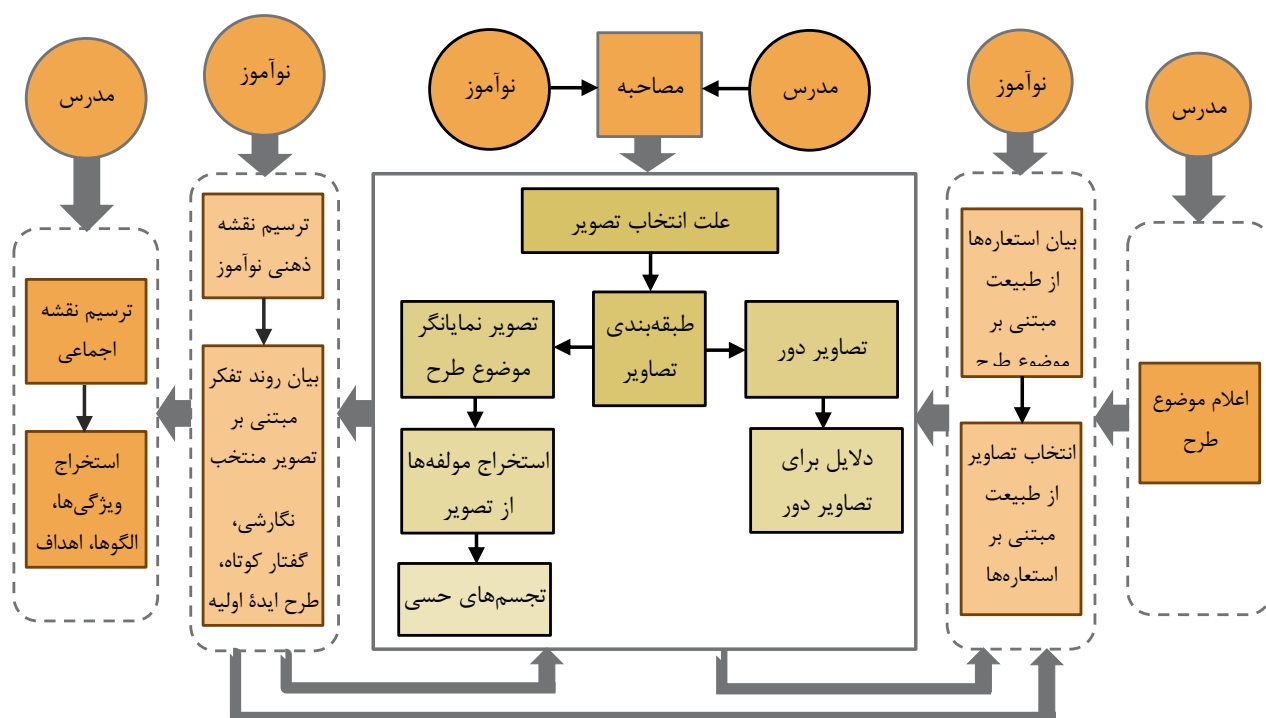 مدرس
اعلام موضوع
طرح
نوآموز
بیان استعاره‌ها
از طبیعت
مبتنی بر
موضوع طرح
انتخاب تصاویر
از طبیعت
مبتنی بر
استعاره‌ها
مدرس
مصاحبه
نوآموز
علت انتخاب تصویر
طبقه‌بندی
تصاویر
تصاویر دور
دلایل برای
تصاویر دور
تصویر نمایانگر
موضوع طرح
استخراج مولفه‌ها
از تصویر
تجسم‌های حسی
نوآموز
ترسیم نقشه
ذهنی نوآموز
بیان روند تفکر
مبتنی بر
تصویر منتخب
نگارشی،
گفتار کوتاه،
طرح ایدهٔ اولیه
مدرس
ترسیم نقشه
اجماعی
استخراج
ویژگی‌ها،
الگوها، اهداف